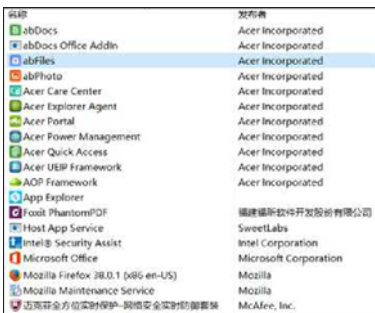 名称 发布者
abDocs Acer Incorporated
abDocs Office AddIn Acer Incorporated
abFiles Acer Incorporated
abPhoto Acer Incorporated
Acer Care Center Acer Incorporated
Acer Explorer Agent Acer Incorporated
Acer Portal Acer Incorporated
Acer Power Management Acer Incorporated
Acer Quick Access Acer Incorporated
Acer UEIP Framework Acer Incorporated
AOP Framework Acer Incorporated
App Explorer
Foxit PhantomPDF 福建福昕软件开发股份有限公司
Host App Service SweetLabs
Intel® Security Assist Intel Corporation
Microsoft Office Microsoft Corporation
Mozilla Firefox 38.0.1 (x86 en-US) Mozilla
Mozilla Maintenance Service Mozilla
迈克菲全方位实时保护-网络安全实时防御套装 McAfee, Inc.